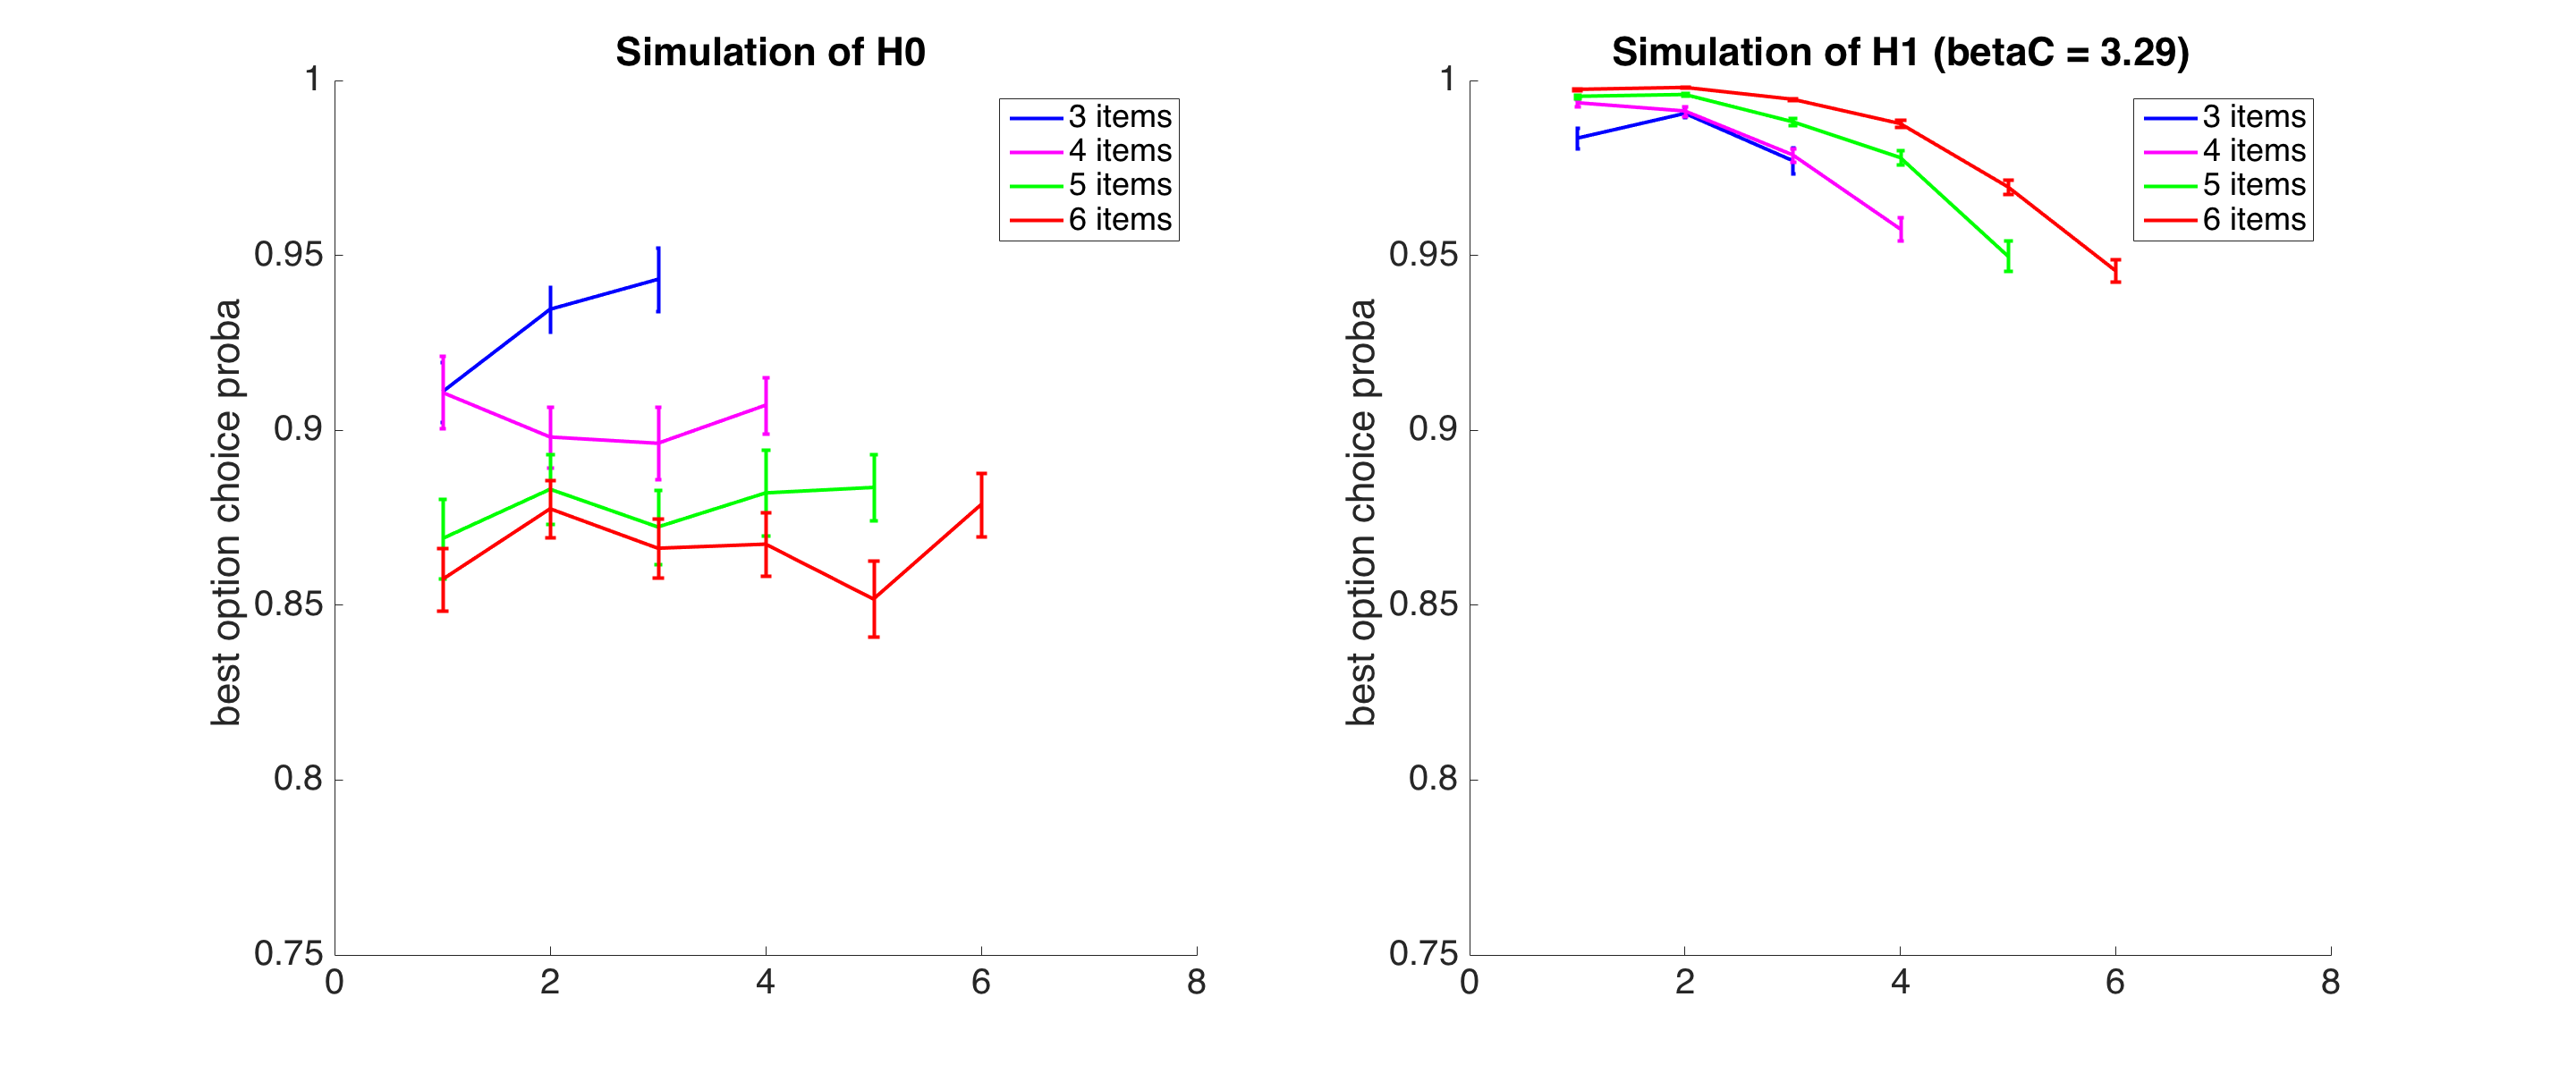 Simulation of H0
1
0.95
0.9
0.85
0.8
0.75
0
2
4
6
8
best option choice proba
3 items
4 items
5 items
6 items
Simulation of H1 (betaC = 3.29)
1
0.95
0.9
0.85
0.8
0.75
0
2
4
6
8
best option choice proba
3 items
4 items
5 items
6 items